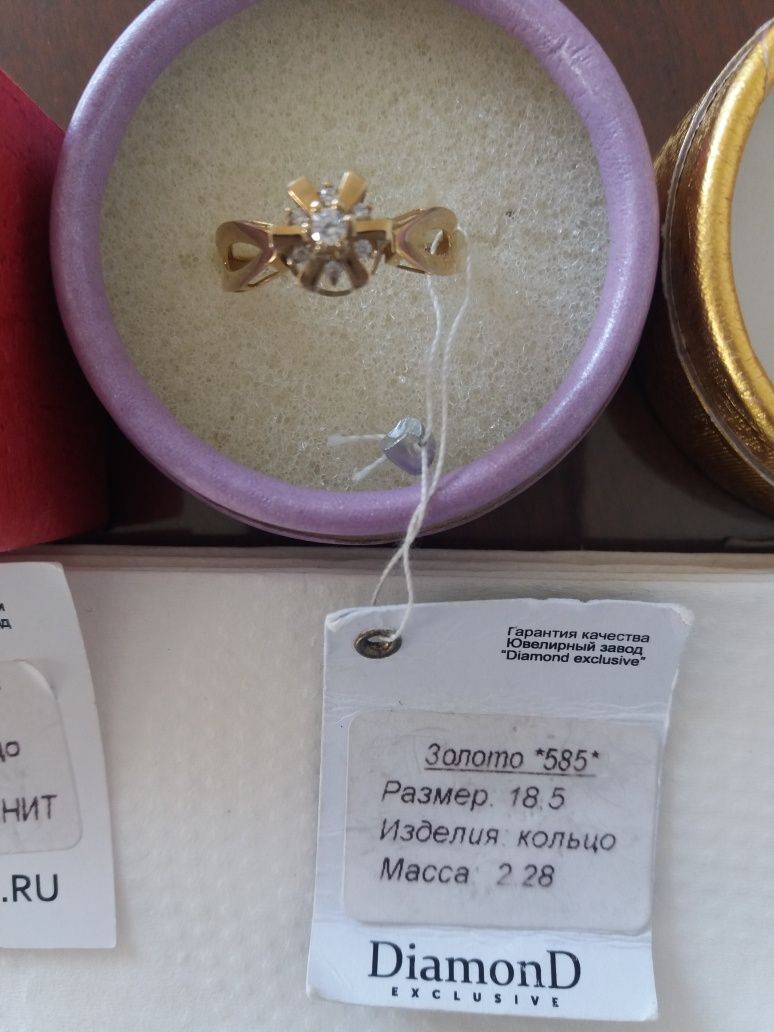 Гарантия качества
Ювелирный завод
"Diamond exclusive"
Золото *585*
Размер: 18.5
Изделия: кольцо
Масса: 2.28
DiamonD
EXCLUSIVE
НИТ
.RU